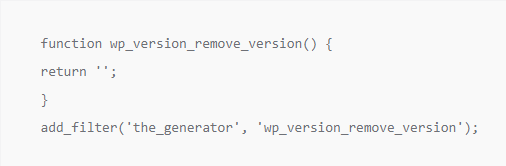 function wp_version_remove_version() {
return '';
}
add_filter('the_generator', 'wp_version_remove_version');